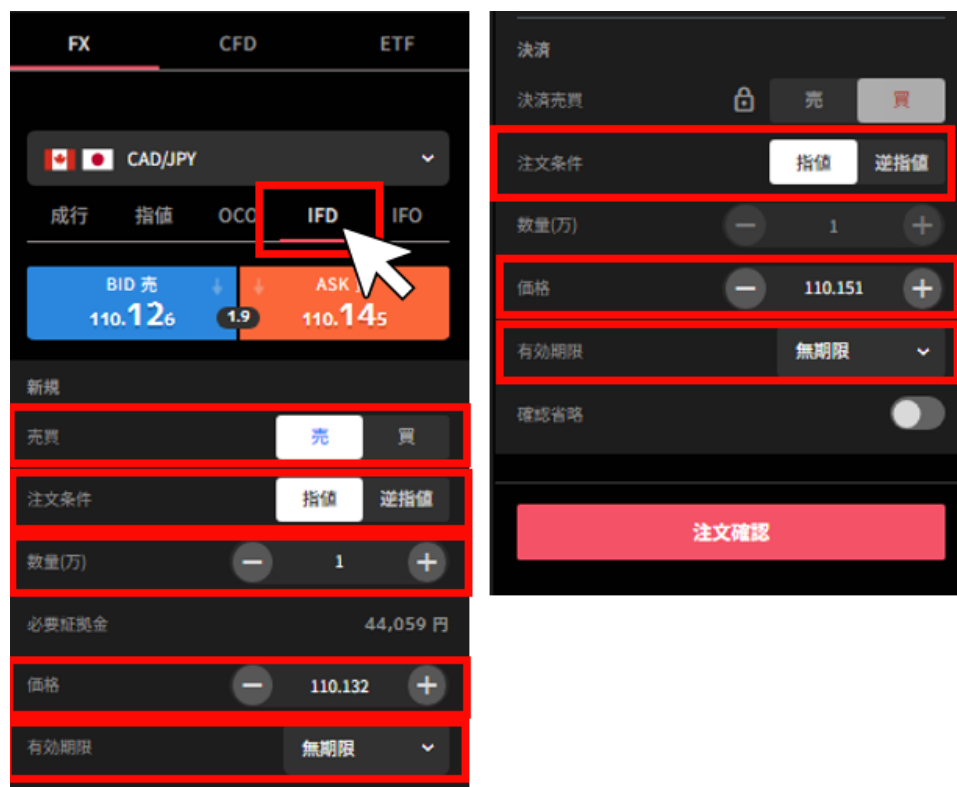 FX CFD ETF
CAD/JPY
成行 指値 OCO IFD IFO
BID 売 ASK
110.126 1.9 110.145
新規
売買 売 買
注文条件 指値 逆指値
数量(万) 1
必要証拠金 44,059 円
価格 110.132
有効期限 無期限
決済
決済売買 売 買
注文条件 指値 逆指値
数量(万) 1
価格 110.151
有効期限 無期限
確認省略
注文確認